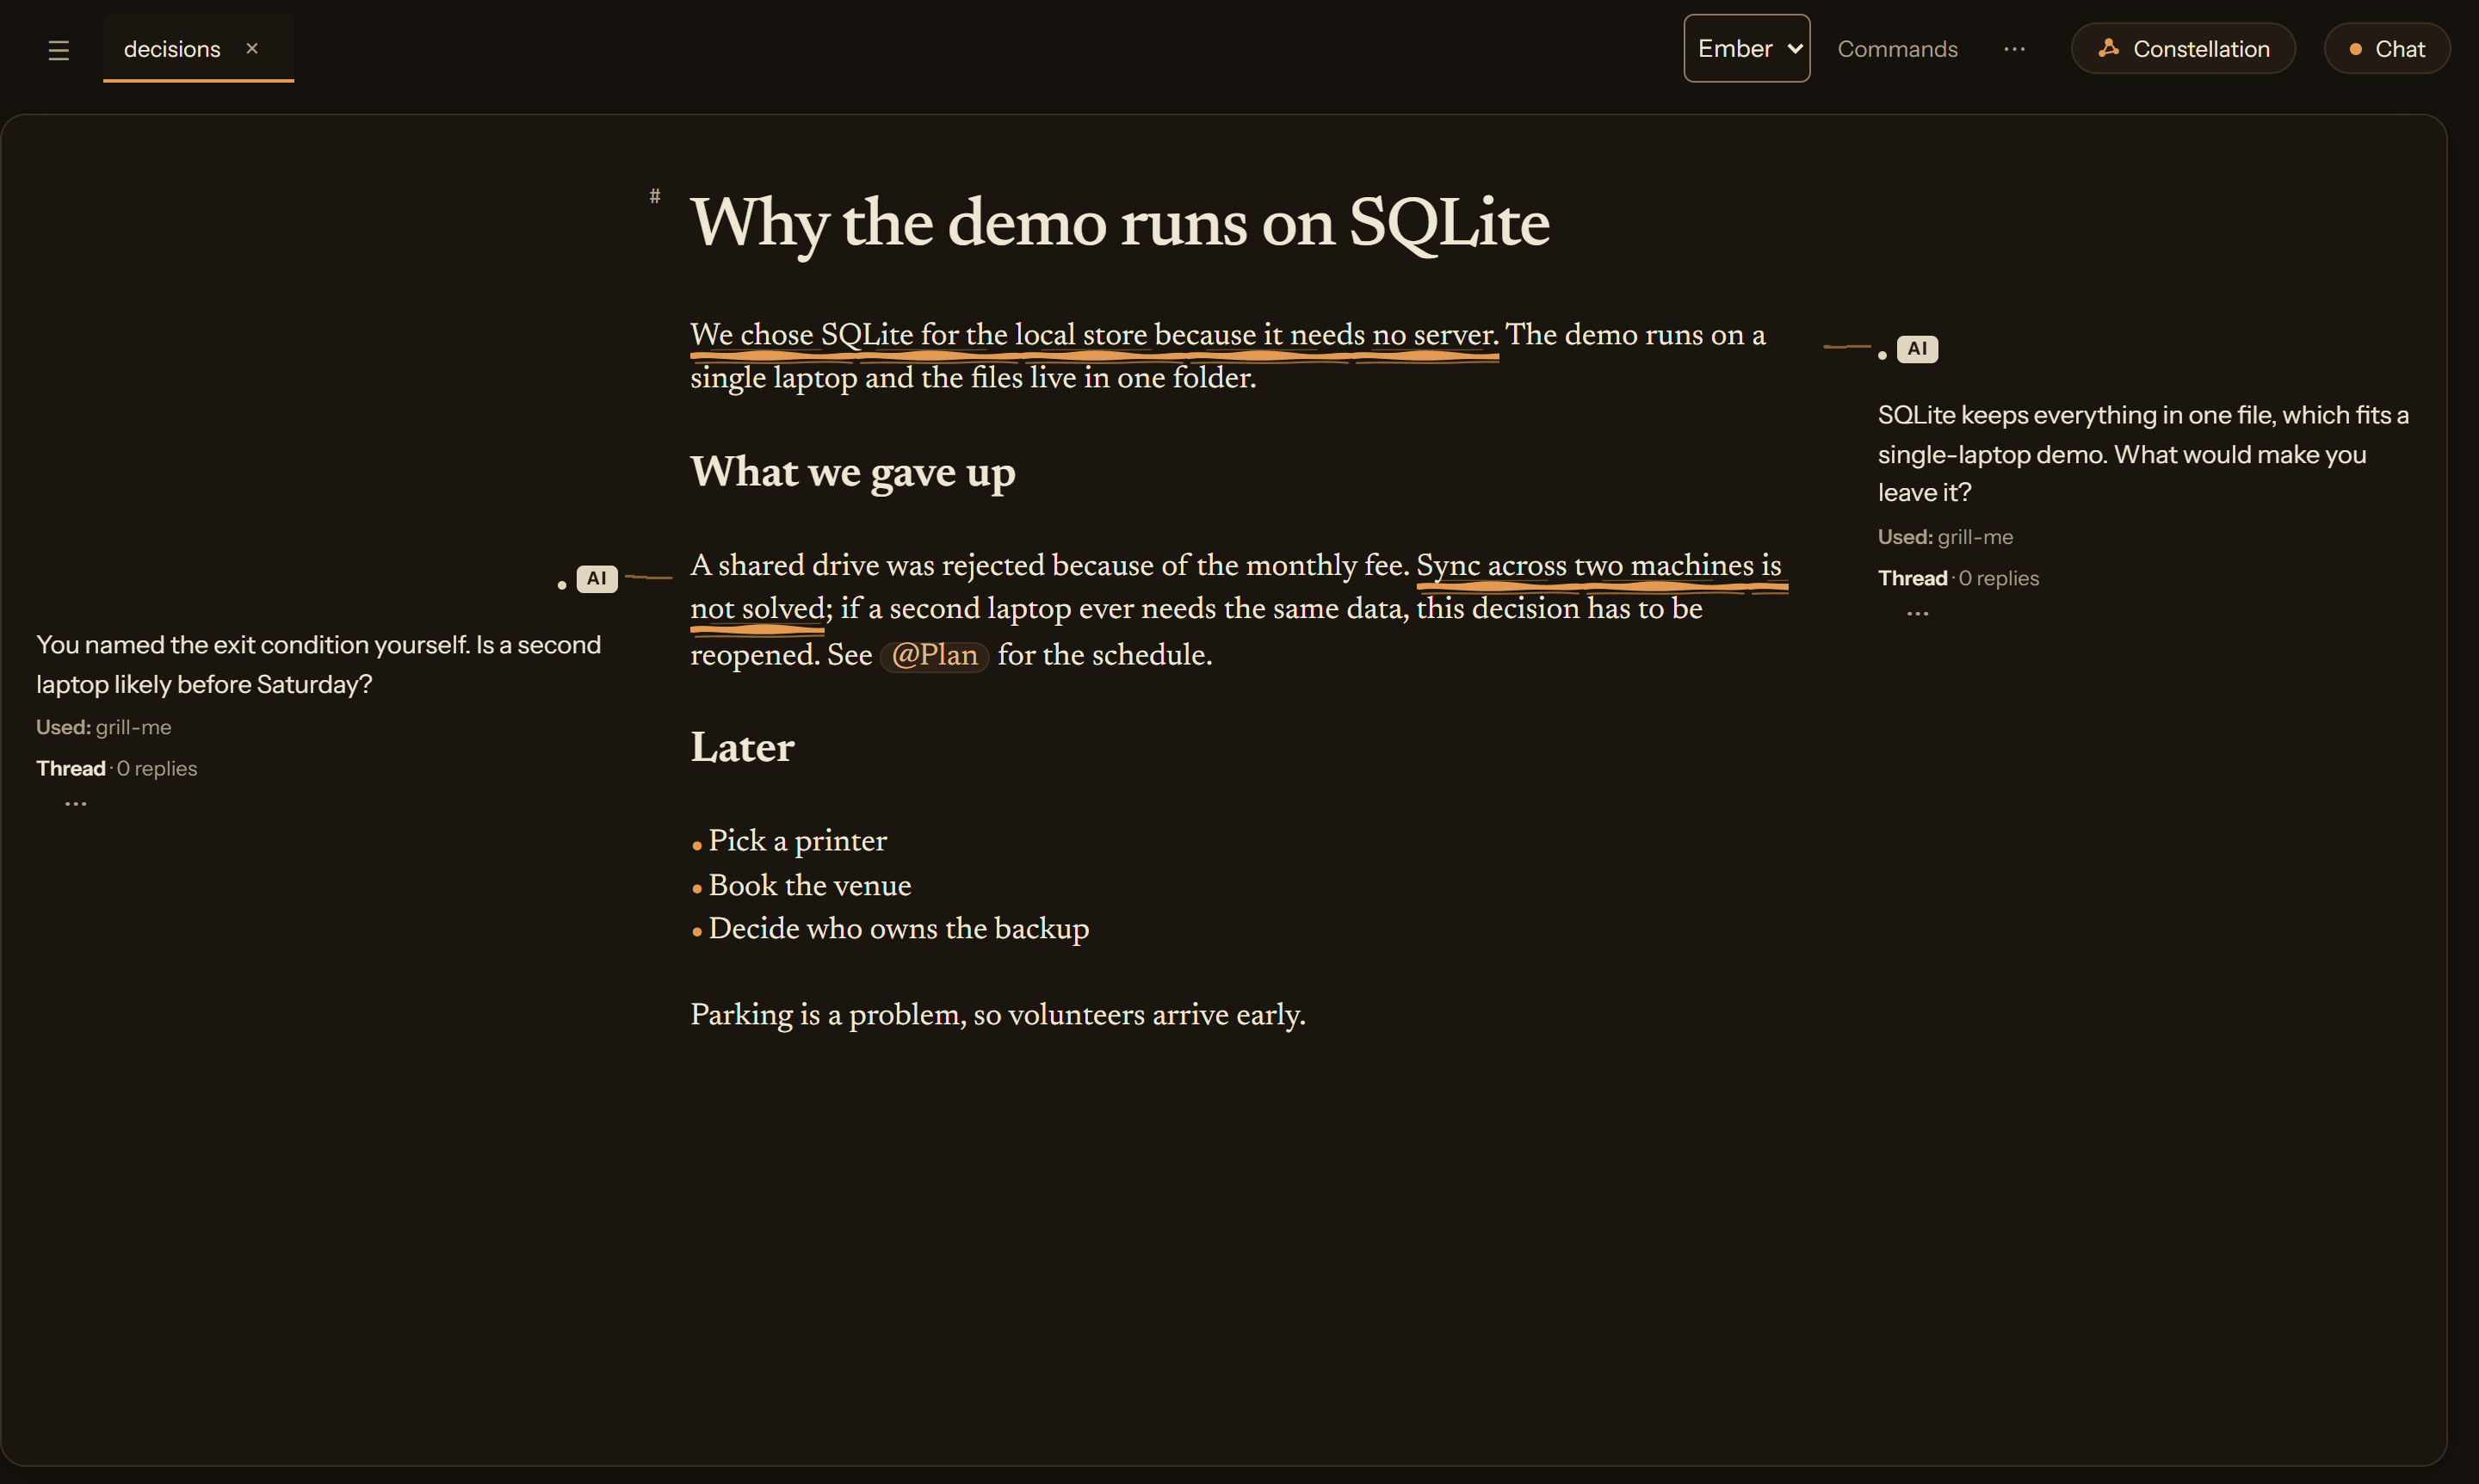 ☰ decisions ×
Ember Commands ··· Constellation Chat
# Why the demo runs on SQLite
We chose SQLite for the local store because it needs no server. The demo runs on a
single laptop and the files live in one folder.
AI
SQLite keeps everything in one file, which fits a
single-laptop demo. What would make you
leave it?
Used: grill-me
Thread · 0 replies
···
What we gave up
A shared drive was rejected because of the monthly fee. Sync across two machines is
not solved; if a second laptop ever needs the same data, this decision has to be
reopened. See @Plan for the schedule.
AI
You named the exit condition yourself. Is a second
laptop likely before Saturday?
Used: grill-me
Thread · 0 replies
···
Later
• Pick a printer
• Book the venue
• Decide who owns the backup
Parking is a problem, so volunteers arrive early.